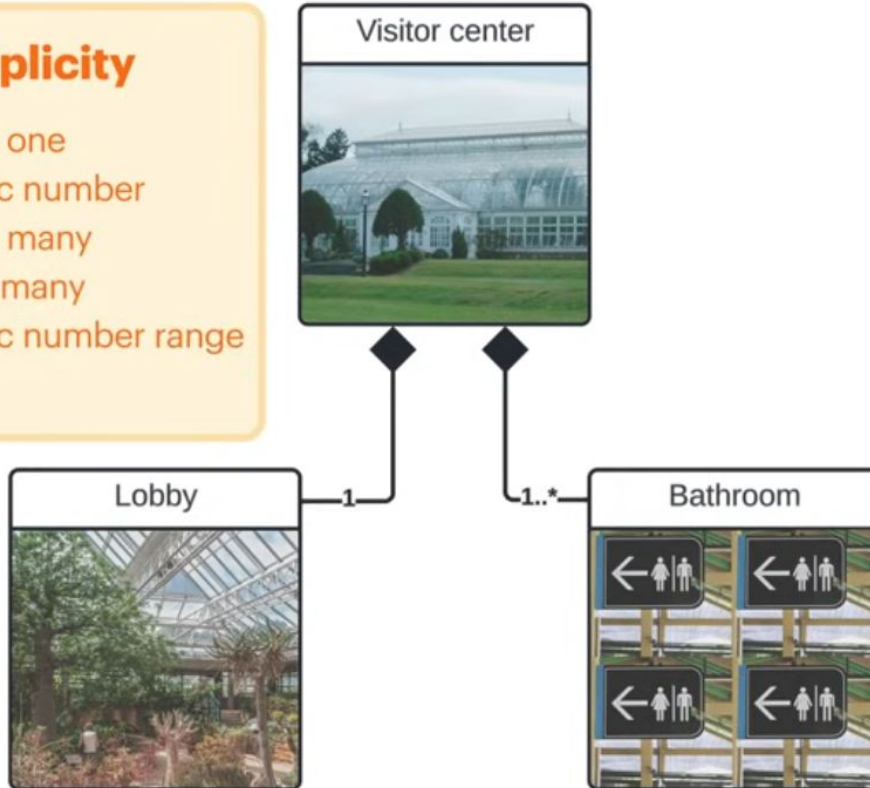 plicity
one
c number
many
many
c number range
Visitor center
Lobby
1
1..*
Bathroom